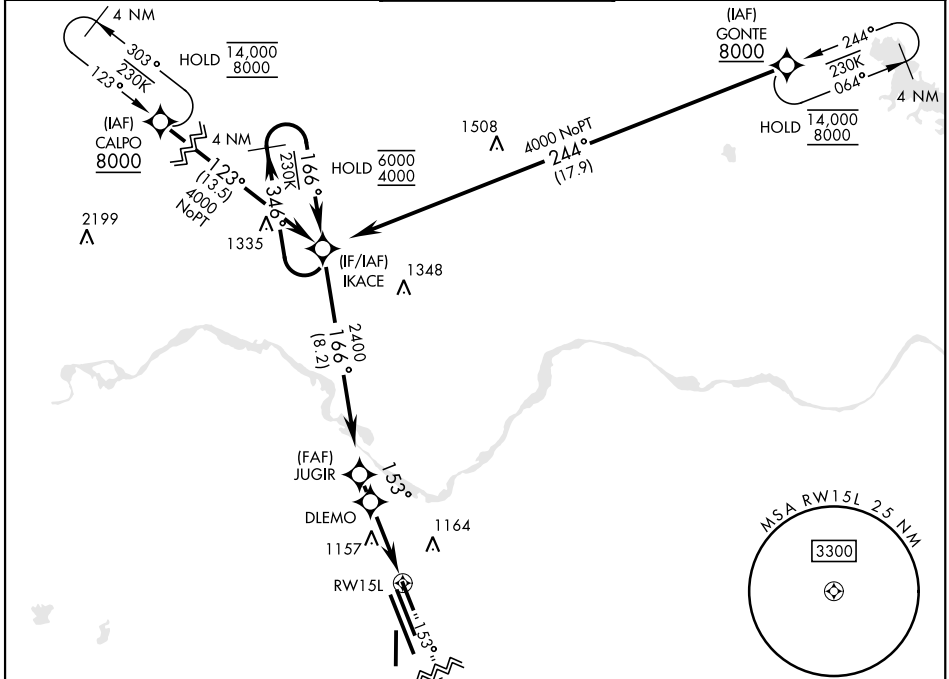 4 NM
303°
230K
123°
HOLD 14,000
8000
(IAF)
CALPO
8000
123°
(13.5)
4000
NoPT
4 NM
166°
230K
346°
HOLD 6000
4000
(IAF)
GONTE
8000
244°
230K
064°
4 NM
HOLD 14,000
8000
1508
4000 NoPT
244°
(17.9)
2199
1335
(IF/IAF)
IKACE
1348
2400
166°
(8.2)
(FAF)
JUGIR
153°
DLEMO
1157
1164
RW15L
"153°"
MSA RW15L 25 NM
3300